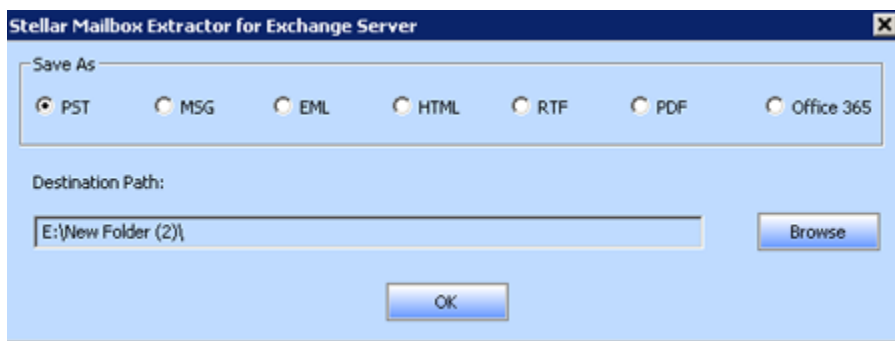 Stellar Mailbox Extractor for Exchange Server
Save As
PST MSG EML HTML RTF PDF Office 365
Destination Path:
E:\New Folder (2)\ Browse
OK